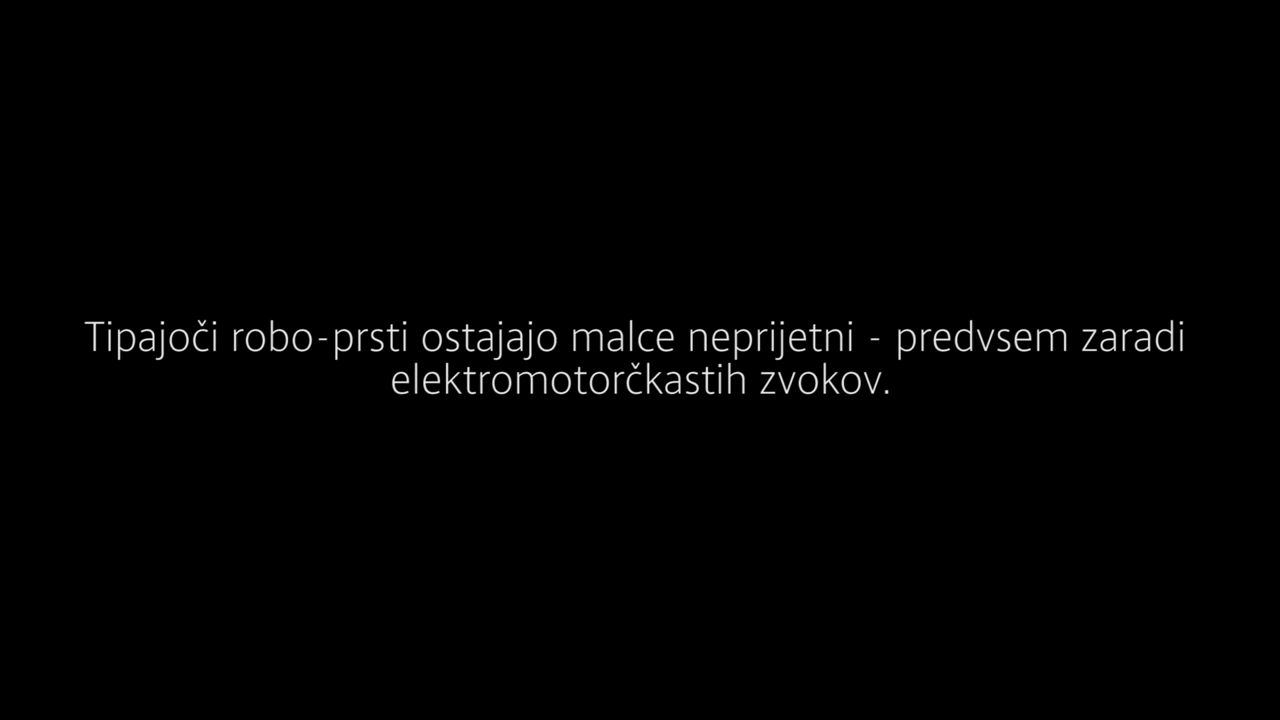 Tipajoči robo-prsti ostajajo malce neprijetni - predvsem zaradi
elektromotorčkastih zvokov.